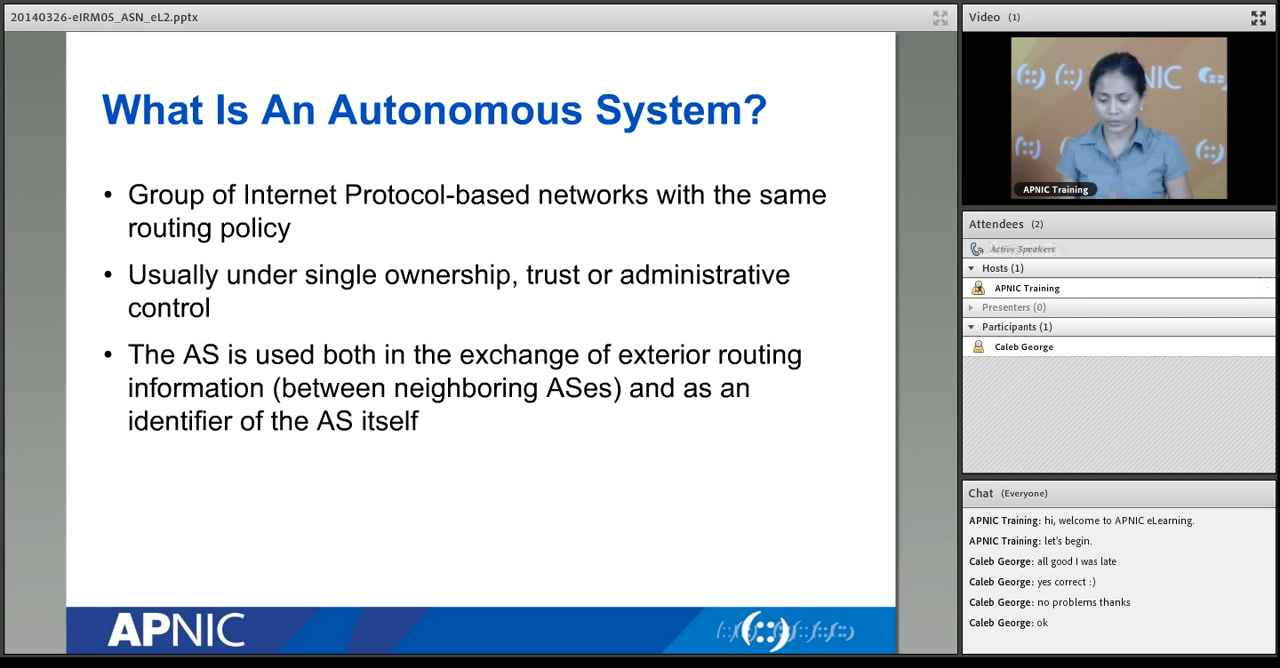 20140326-eIRM05_ASN_eL2.pptx
What Is An Autonomous System?
• Group of Internet Protocol-based networks with the same
routing policy
• Usually under single ownership, trust or administrative
control
• The AS is used both in the exchange of exterior routing
information (between neighboring ASes) and as an
identifier of the AS itself
APNIC
(::)
Video (1)
NIC
APNIC Training
Attendees (2)
Active Speakers
Hosts (1)
APNIC Training
Presenters (0)
Participants (1)
Caleb George
Chat (Everyone)
APNIC Training: hi, welcome to APNIC eLearning.
APNIC Training: let's begin.
Caleb George: all good I was late
Caleb George: yes correct :)
Caleb George: no problems thanks
Caleb George: ok